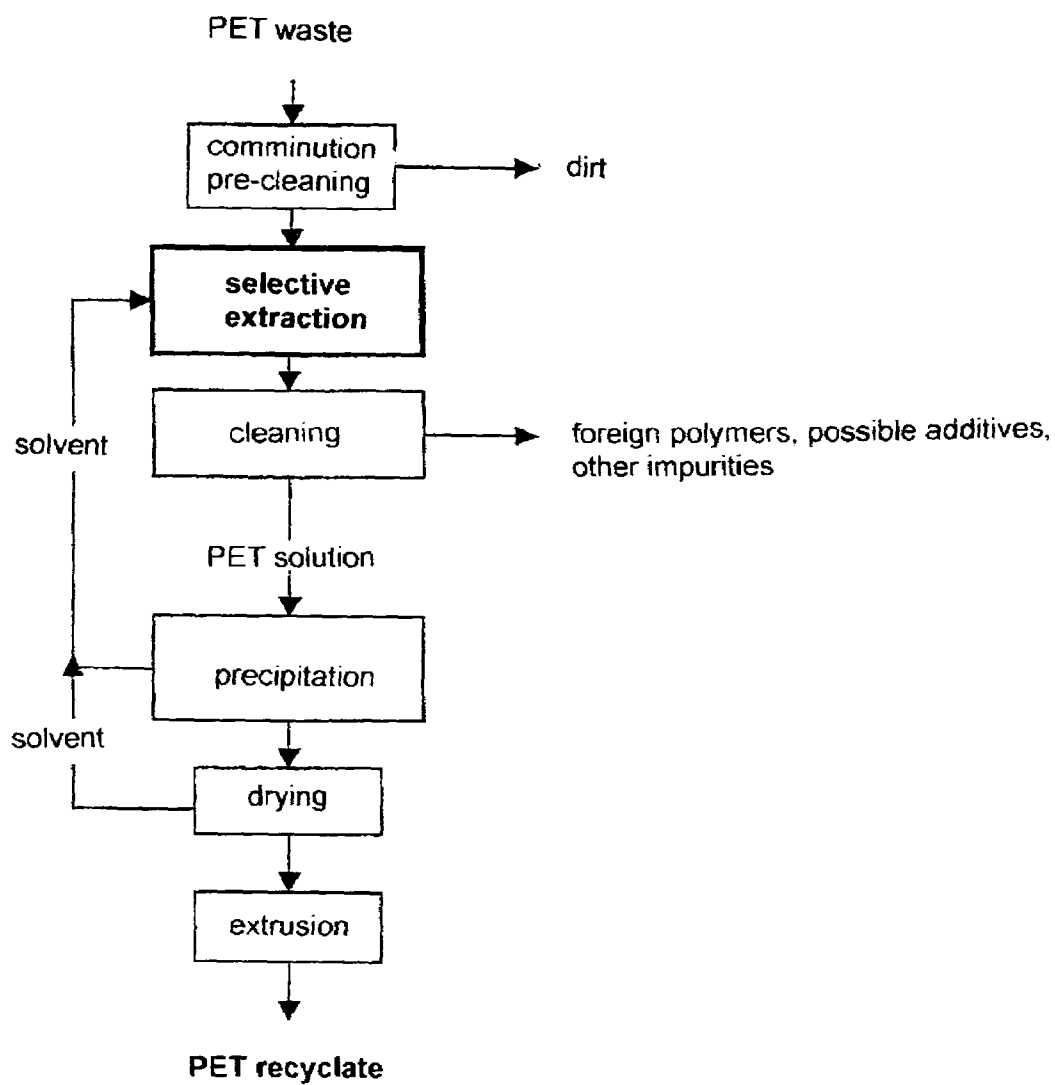 PET waste
comminution
pre-cleaning
dirt
selective
extraction
cleaning
solvent
foreign polymers, possible additives,
other impurities
PET solution
precipitation
solvent
drying
extrusion
PET recyclate